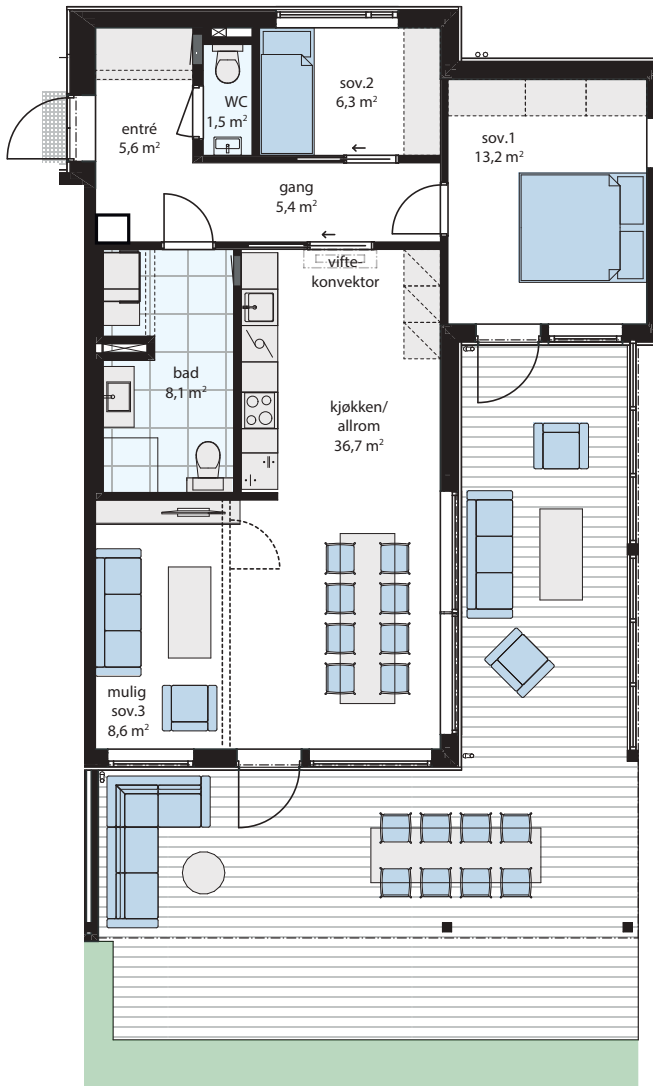 sov.2
6,3 m²
WC
1,5 m²
entré
5,6 m²
sov.1
13,2 m²
gang
5,4 m²
vifte-
konvektor
bad
8,1 m²
kjøkken/
allrom
36,7 m²
mulig
sov.3
8,6 m²